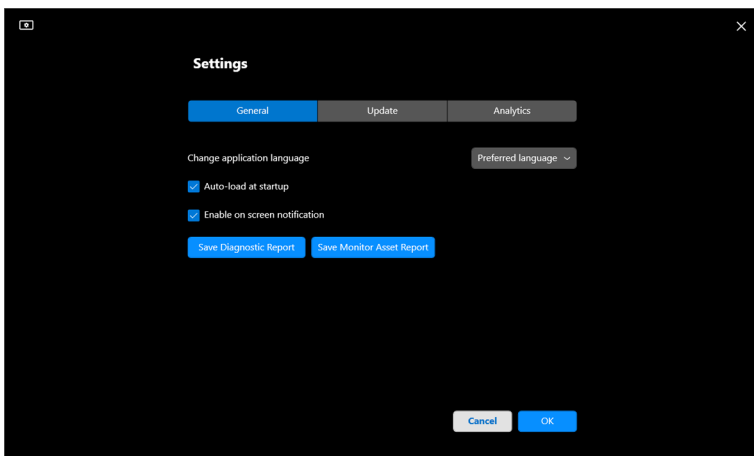 Settings
General Update Analytics
Change application language Preferred language
Auto-load at startup
Enable on screen notification
Save Diagnostic Report Save Monitor Asset Report
Cancel OK